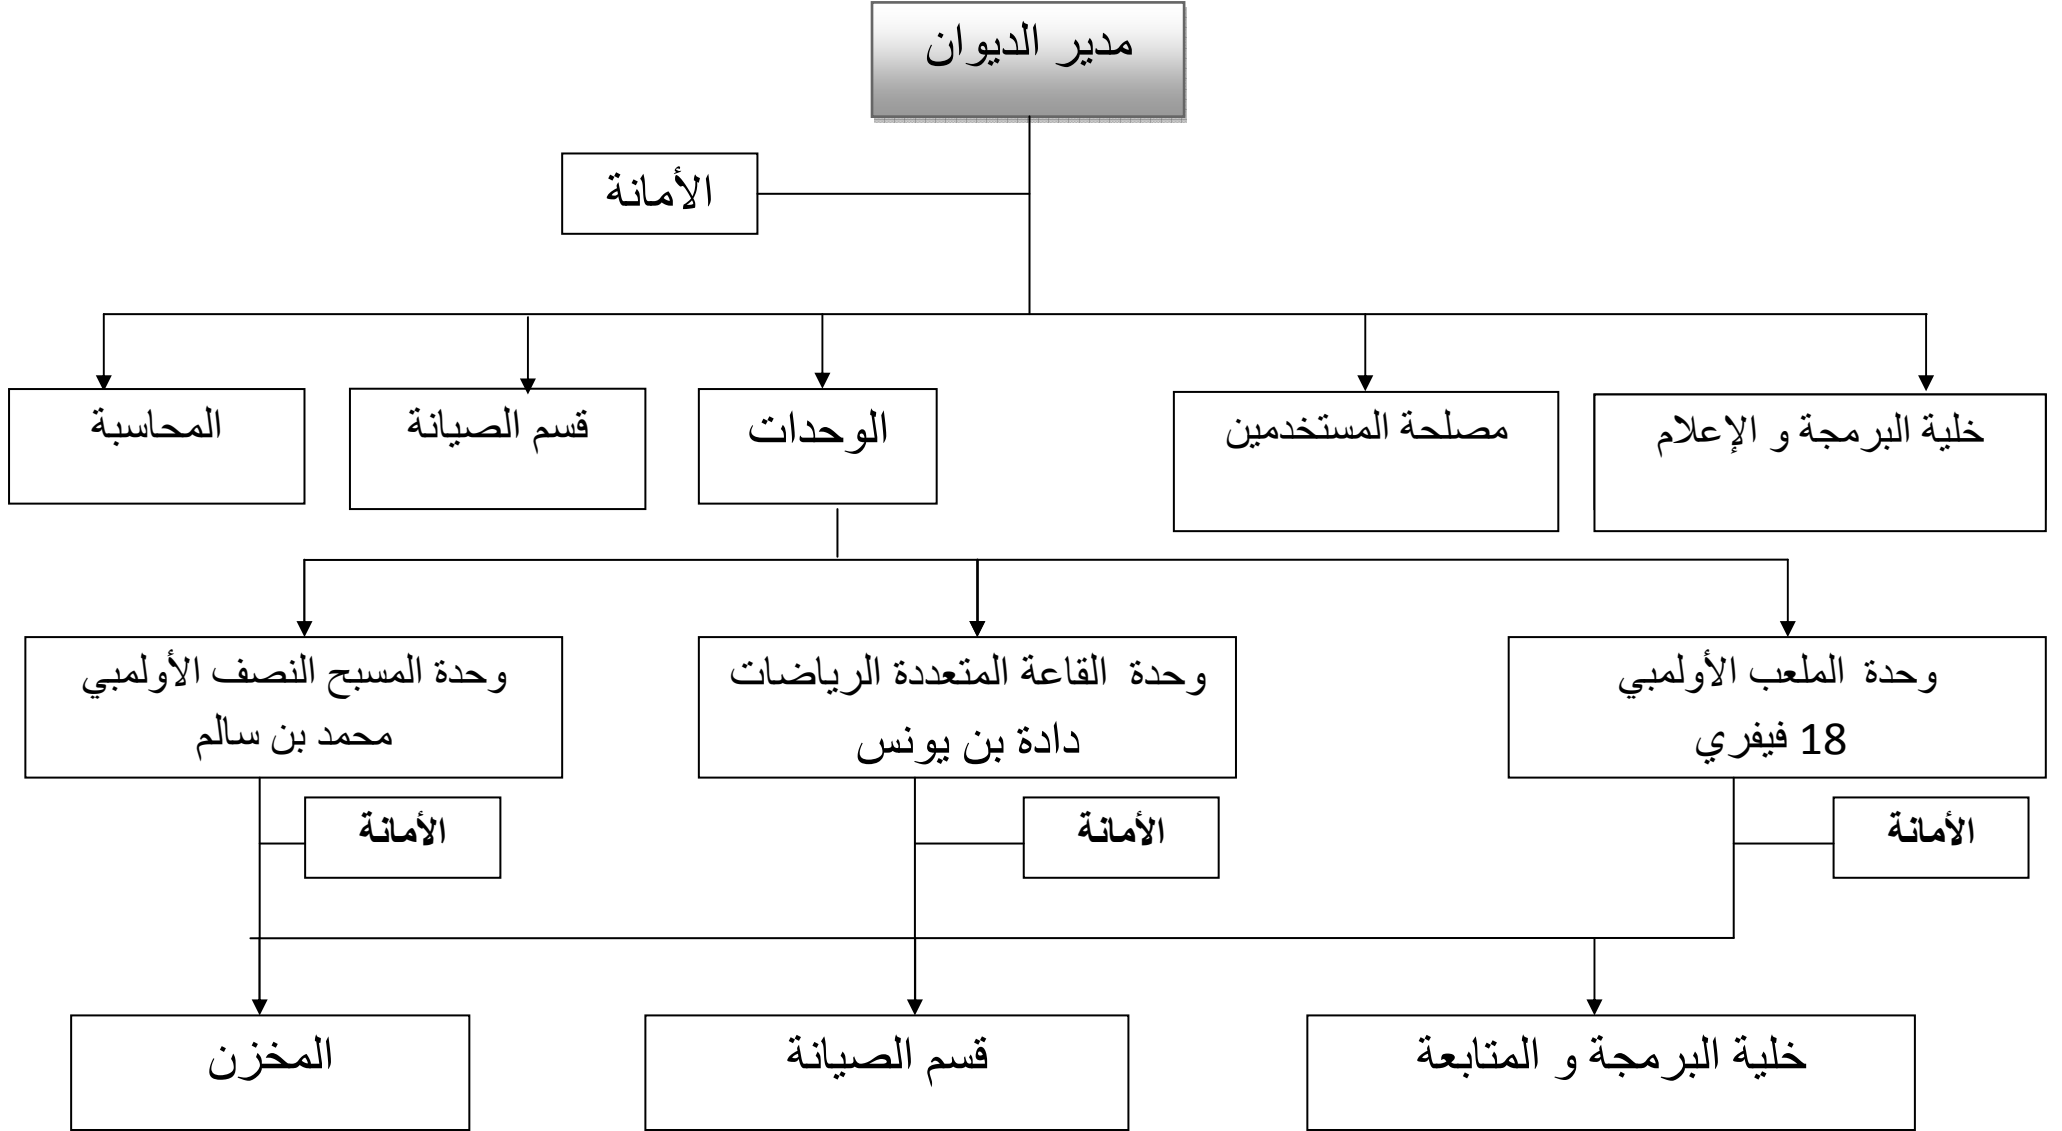 مدير الديوان
الأمانة
خلية البرمجة و الإعلام
مصلحة المستخدمين
الوحدات
قسم الصيانة
المحاسبة
وحدة الملعب الأولمبي
18 فيفري
وحدة القاعة المتعددة الرياضات
دادة بن يونس
وحدة المسبح النصف الأولمبي
محمد بن سالم
الأمانة
الأمانة
الأمانة
خلية البرمجة و المتابعة
قسم الصيانة
المخزن